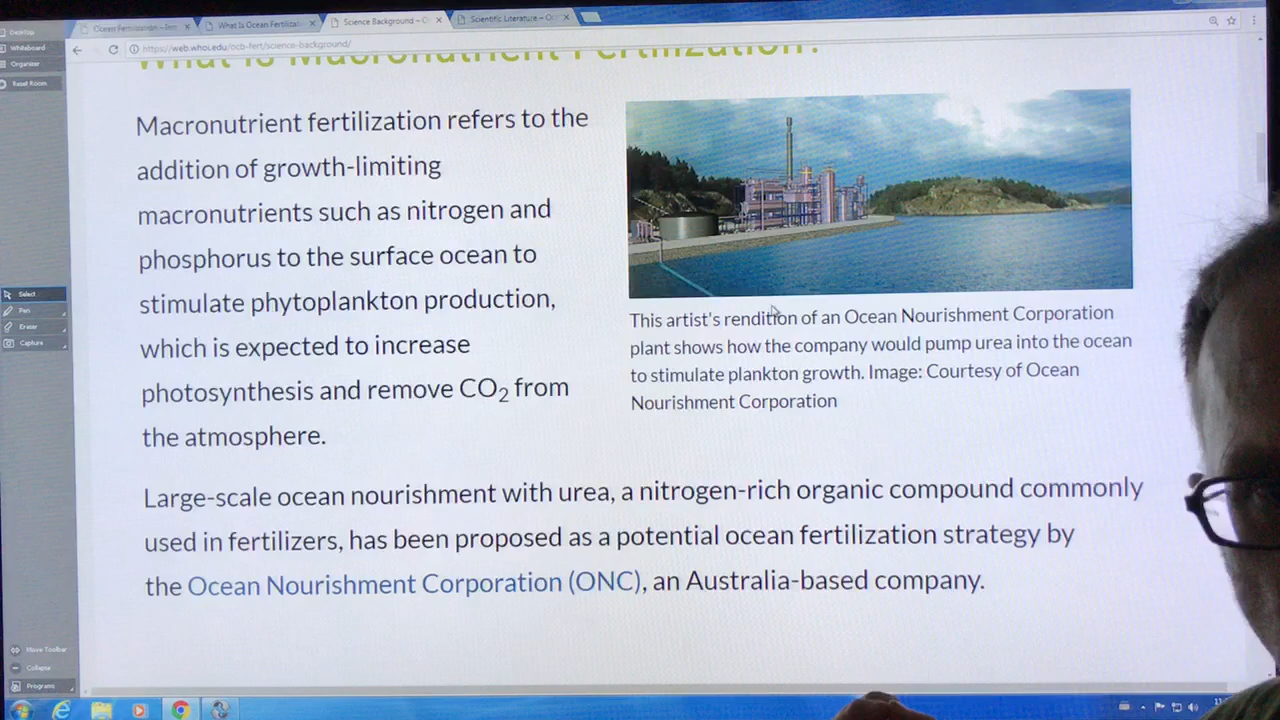 Desktop
Whiteboard
Organizer
Reset Room
Select
Pen
Eraser
Capture
Move Toolbar
Collapse
Programs
What Is Ocean Fertilizat
Science Background – O
Scientific Literature – O
https://web.whoi.edu/ocb-fert/science-background/
What Is Macronutrient Fertilization?
Macronutrient fertilization refers to the
addition of growth-limiting
macronutrients such as nitrogen and
phosphorus to the surface ocean to
stimulate phytoplankton production,
which is expected to increase
photosynthesis and remove CO2 from
the atmosphere.
This artist's rendition of an Ocean Nourishment Corporation
plant shows how the company would pump urea into the ocean
to stimulate plankton growth. Image: Courtesy of Ocean
Nourishment Corporation
Large-scale ocean nourishment with urea, a nitrogen-rich organic compound commonly
used in fertilizers, has been proposed as a potential ocean fertilization strategy by
the Ocean Nourishment Corporation (ONC), an Australia-based company.